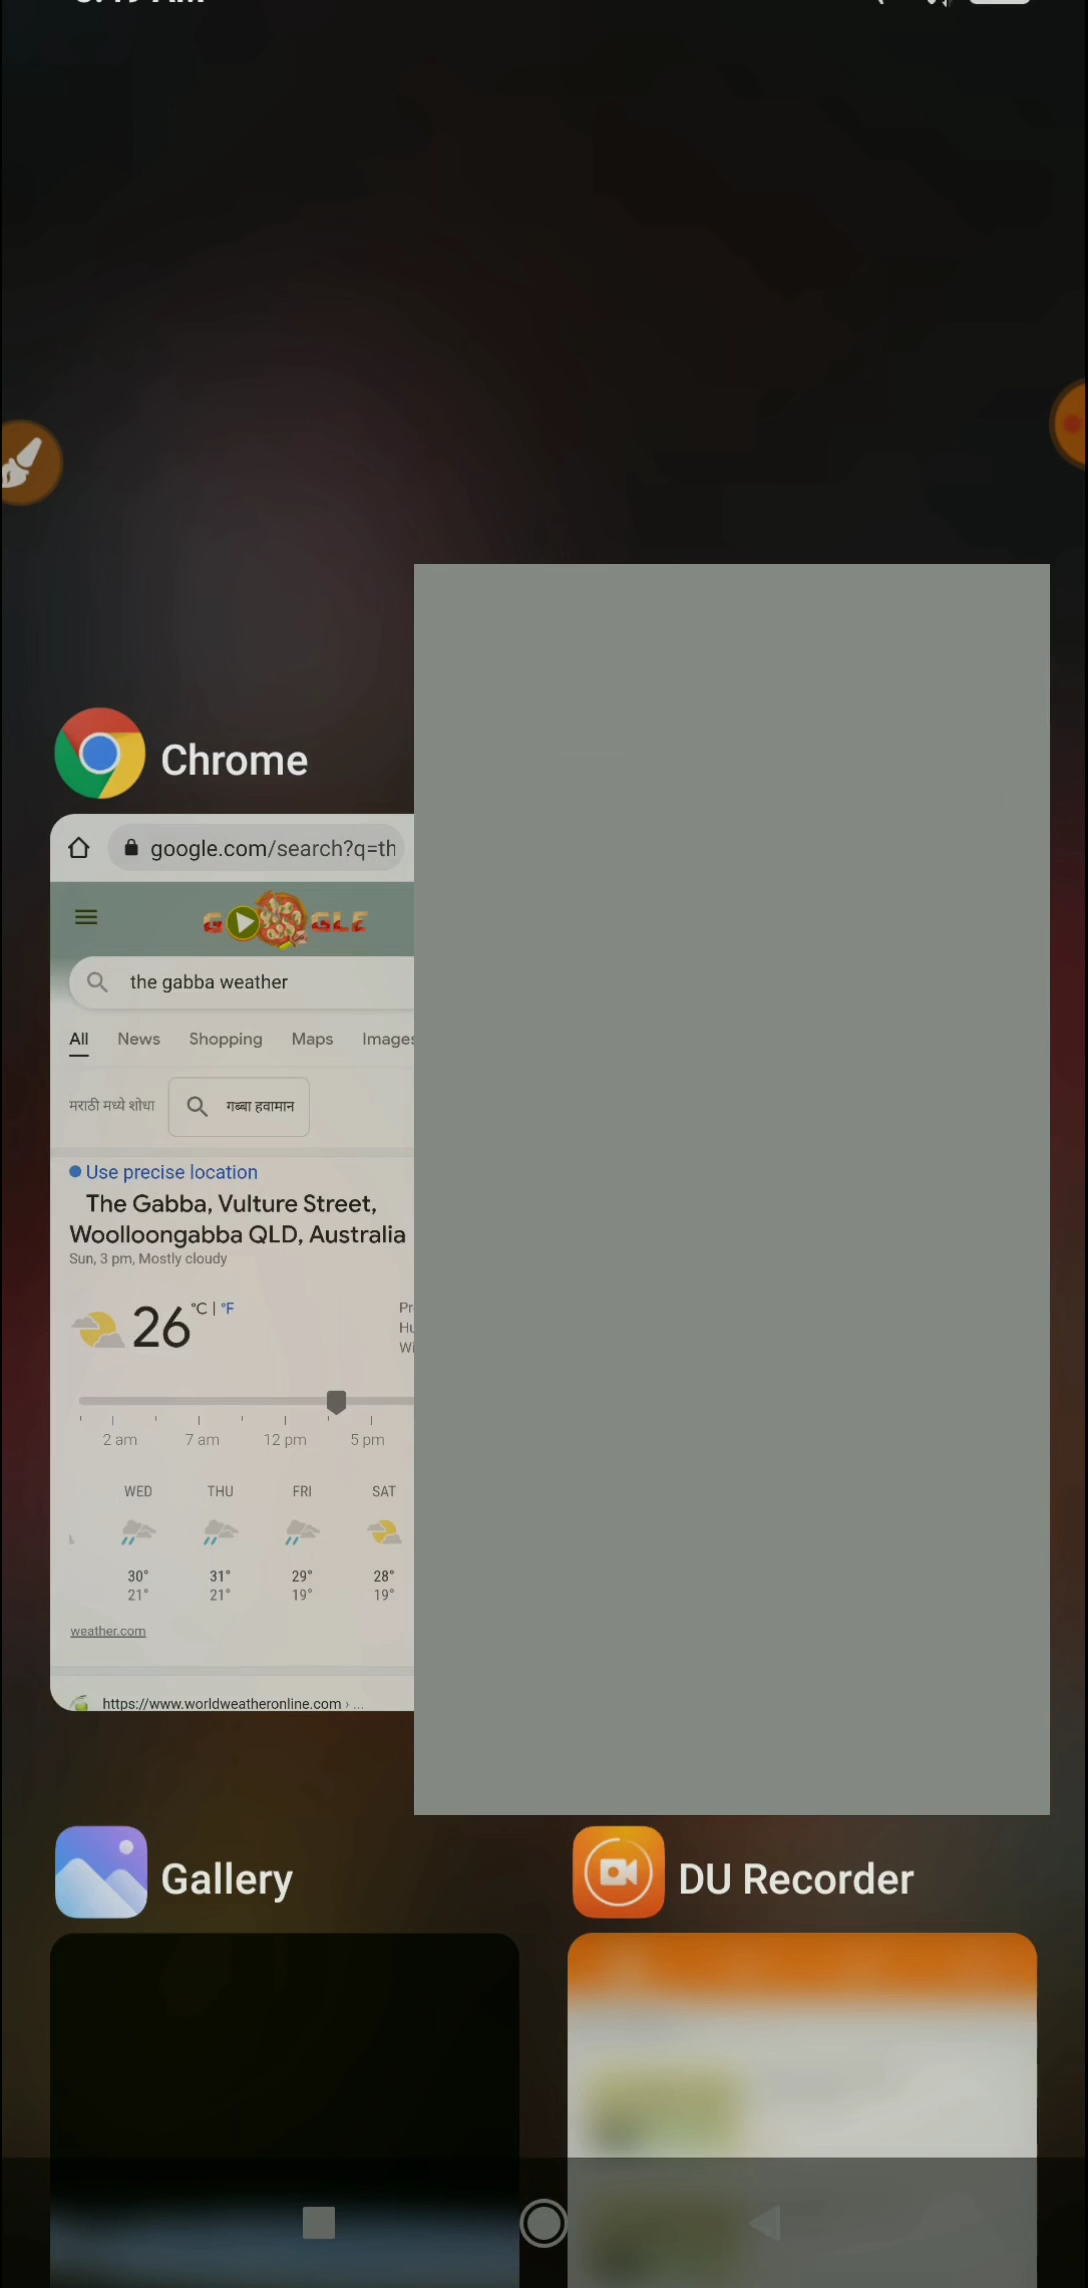 Chrome
google.com/search?q=th
GOOGLE
the gabba weather
All News Shopping Maps Images
मराठी मध्ये शोधा गब्बा हवामान
Use precise location
The Gabba, Vulture Street,
Woolloongabba QLD, Australia
Sun, 3 pm, Mostly cloudy
26 °C | °F
2 am 7 am 12 pm 5 pm
WED THU FRI SAT
30° 31° 29° 28°
21° 21° 19° 19°
weather.com
https://www.worldweatheronline.com › ...
Gallery DU Recorder